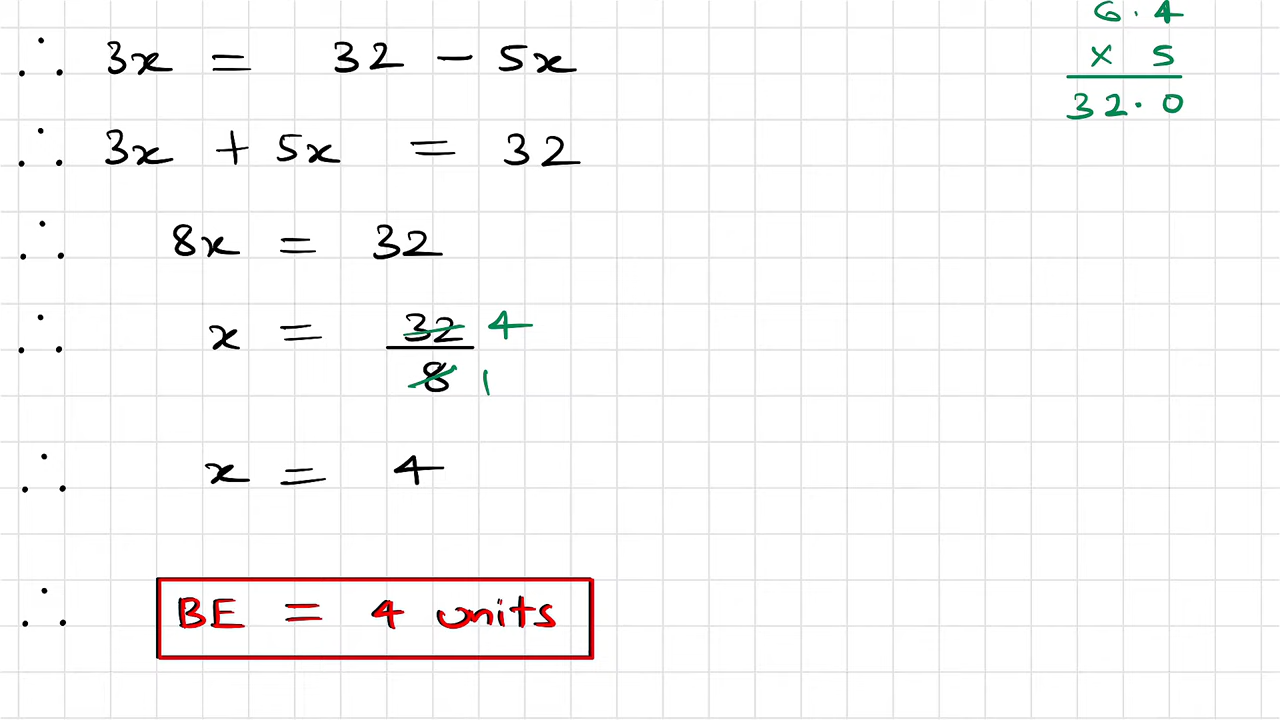 ∴ 3x = 32 - 5x
∴ 3x + 5x = 32
∴ 8x = 32
∴ x = 32/8 4 1
∴ x = 4
∴ BE = 4 units
6.4
x 5
32.0